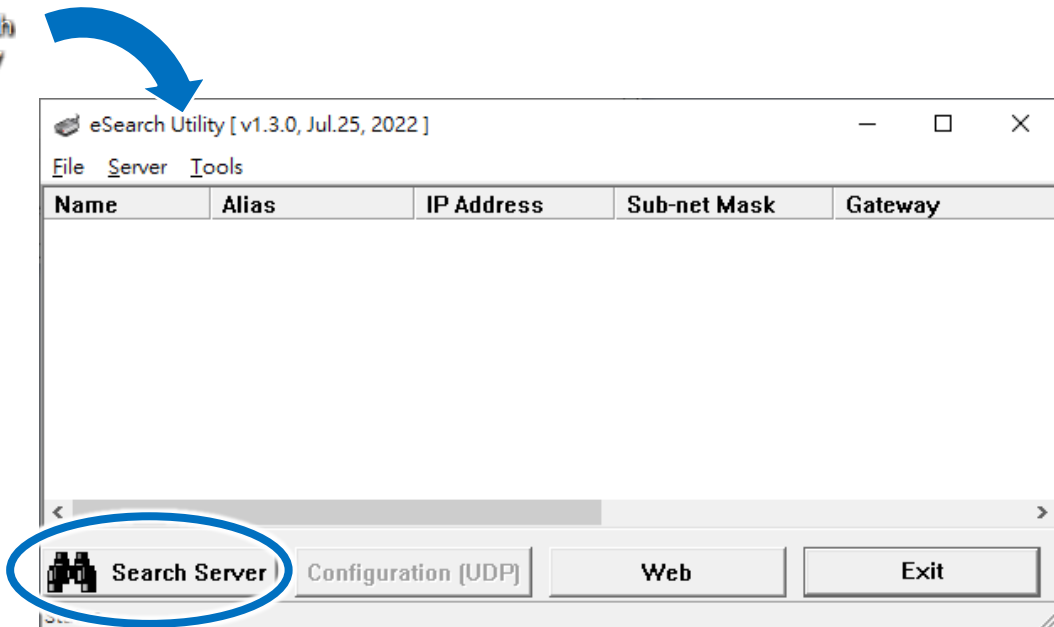 eSearch Utility [ v1.3.0, Jul.25, 2022 ]
File Server Tools
Name Alias IP Address Sub-net Mask Gateway
Search Server Configuration (UDP) Web Exit